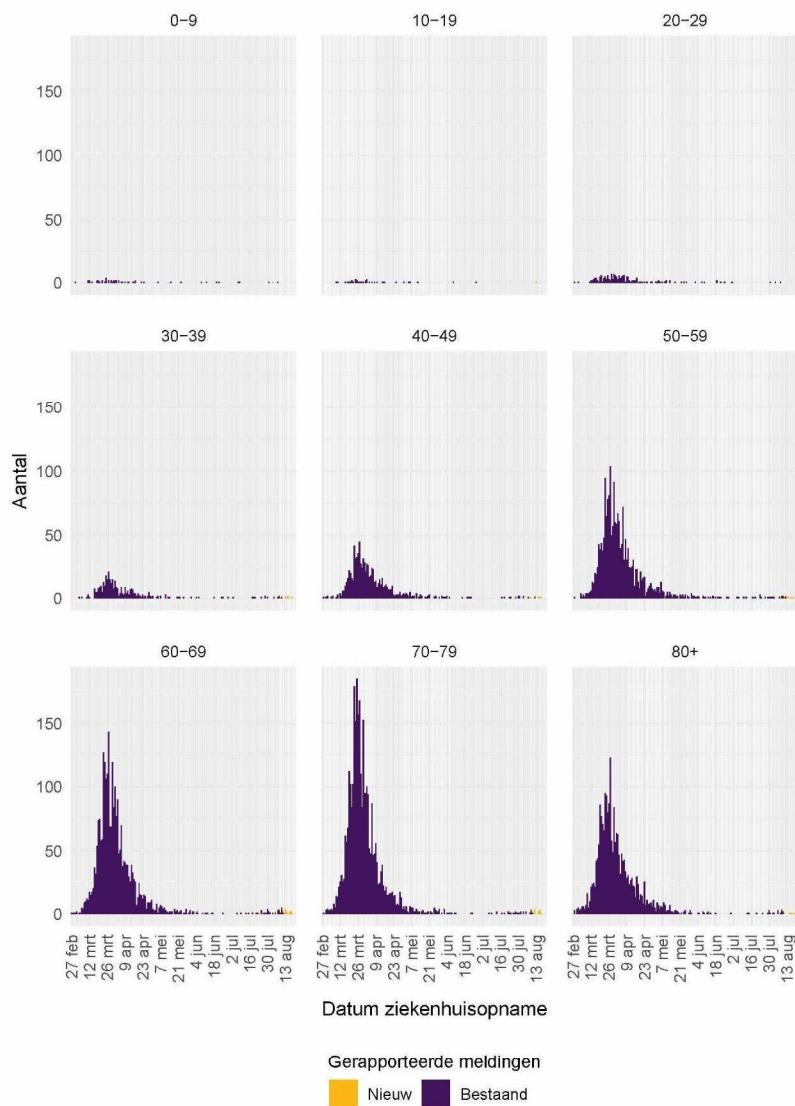 0−9 10−19 20−29
150
100
50
0
30−39 40−49 50−59
150
100
50
0
Aantal
60−69 70−79 80+
150
100
50
0
27 feb 12 mrt 26 mrt 9 apr 23 apr 7 mei 21 mei 4 jun 18 jun 2 jul 16 jul 30 jul 13 aug
27 feb 12 mrt 26 mrt 9 apr 23 apr 7 mei 21 mei 4 jun 18 jun 2 jul 16 jul 30 jul 13 aug
27 feb 12 mrt 26 mrt 9 apr 23 apr 7 mei 21 mei 4 jun 18 jun 2 jul 16 jul 30 jul 13 aug
Datum ziekenhuisopname
Gerapporteerde meldingen
Nieuw Bestaand